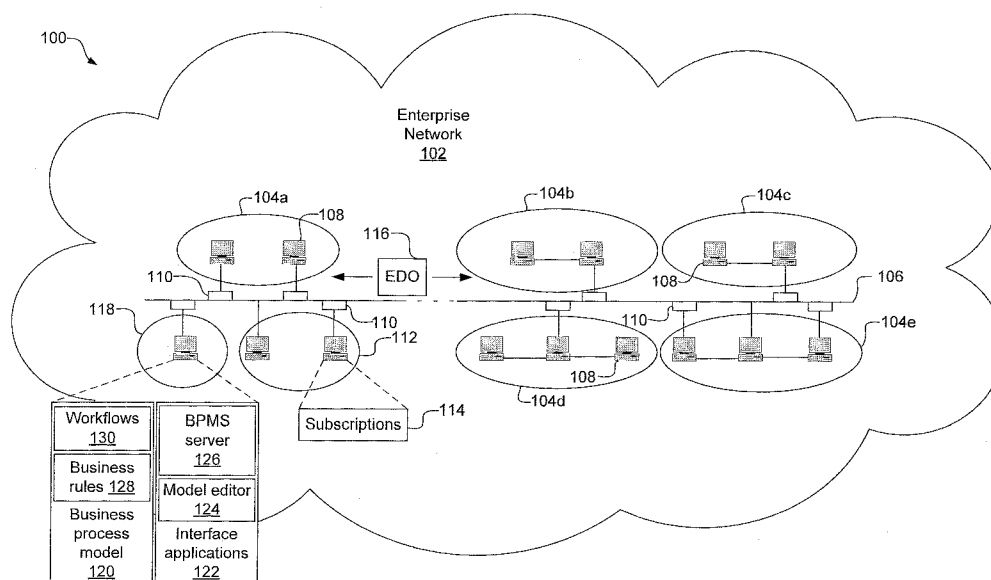 100
Enterprise
Network
102
104a
108
116
EDO
104b
104c
108
110
106
118
110
112
110
104e
108
104d
114
Subscriptions
Workflows
130
Business
rules 128
Business
process
model
120
BPMS
server
126
Model editor
124
Interface
applications
122